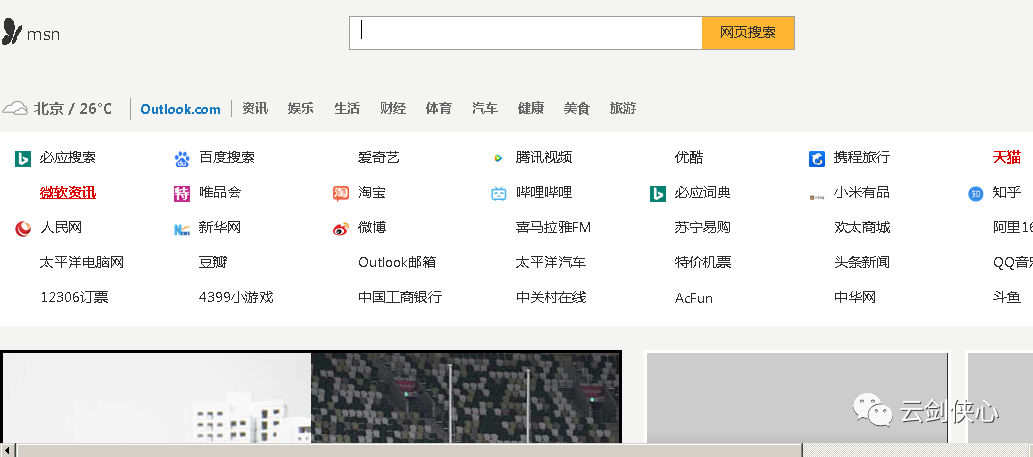 msn 网页搜索
北京 / 26°C Outlook.com 资讯 娱乐 生活 财经 体育 汽车 健康 美食 旅游
必应搜索 百度搜索 爱奇艺 腾讯视频 优酷 携程旅行 天猫
微软资讯 特 唯品会 淘 淘宝 哔哩哔哩 必应词典 小米有品 知 知乎
人民网 News 新华网 微博 喜马拉雅FM 苏宁易购 欢太商城 阿里16
太平洋电脑网 豆瓣 Outlook邮箱 太平洋汽车 特价机票 头条新闻 QQ音乐
12306订票 4399小游戏 中国工商银行 中关村在线 AcFun 中华网 斗鱼
云剑侠心